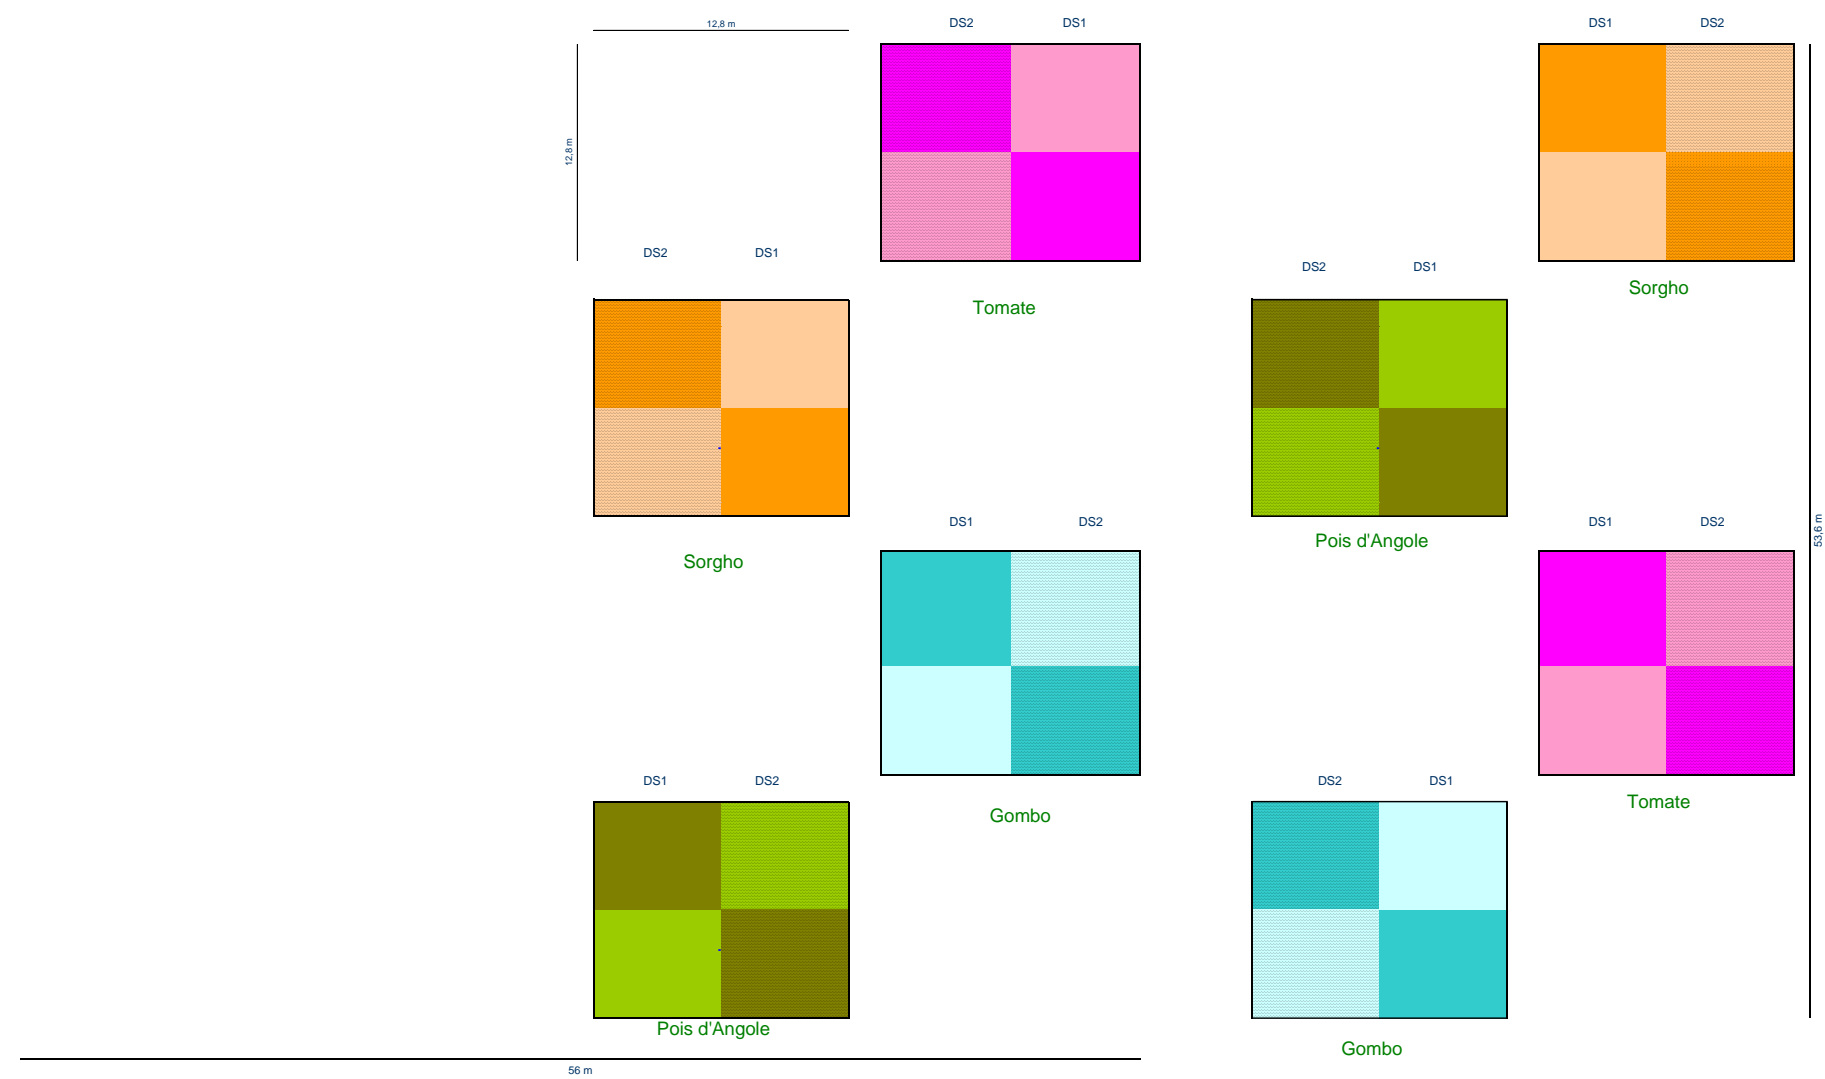 12,8 m
DS2 DS1
DS1 DS2
12,8 m
DS2 DS1
DS2 DS1
Sorgho
Tomate
DS1 DS2
DS1 DS2
53,6 m
Pois d'Angole
Sorgho
DS1 DS2
DS2 DS1
Tomate
Gombo
Pois d'Angole
Gombo
56 m